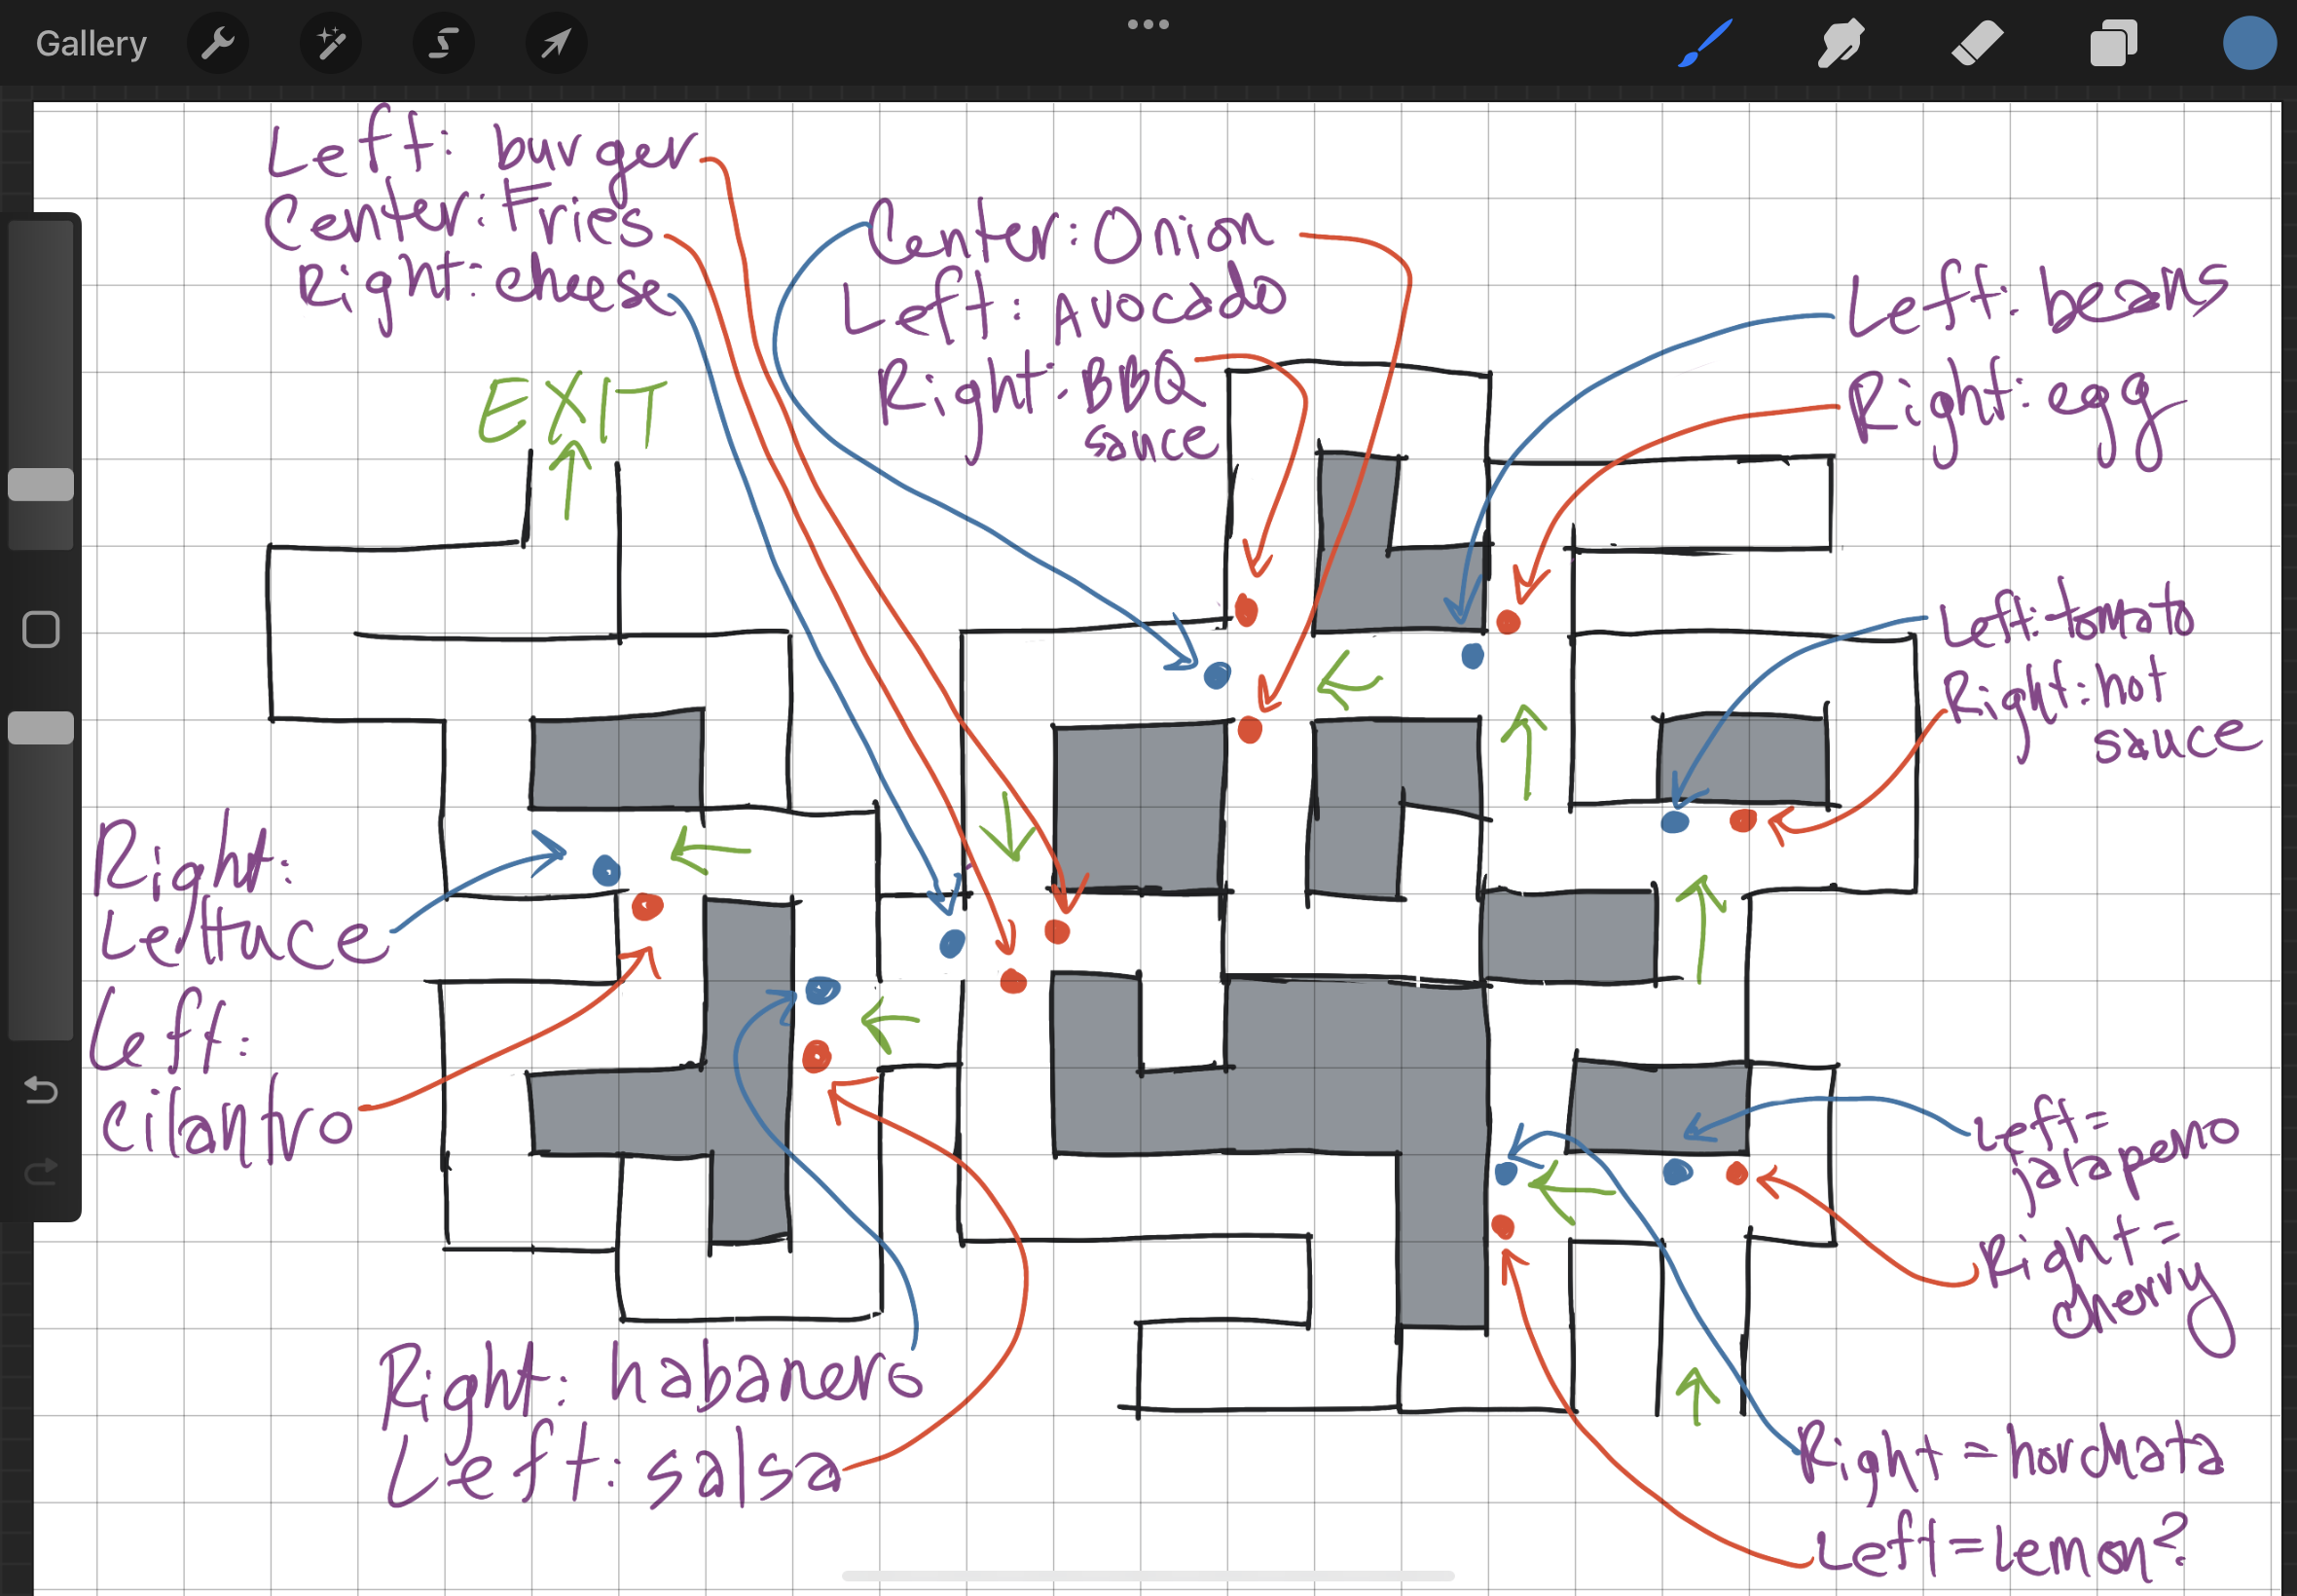 Gallery
Left: burger
Center: Fries
Right: cheese
Center: Onion
Left: Avocado
Right: BBQ
sauce
Left: beans
Right: egg
EXIT
Left: tomato
Right: hot
sauce
Right:
Lettuce
Left:
cilantro
Left =
jalapeno
Right =
cherry
Right: habanero
Left: salsa
Right = horchata
Left = Lemon?